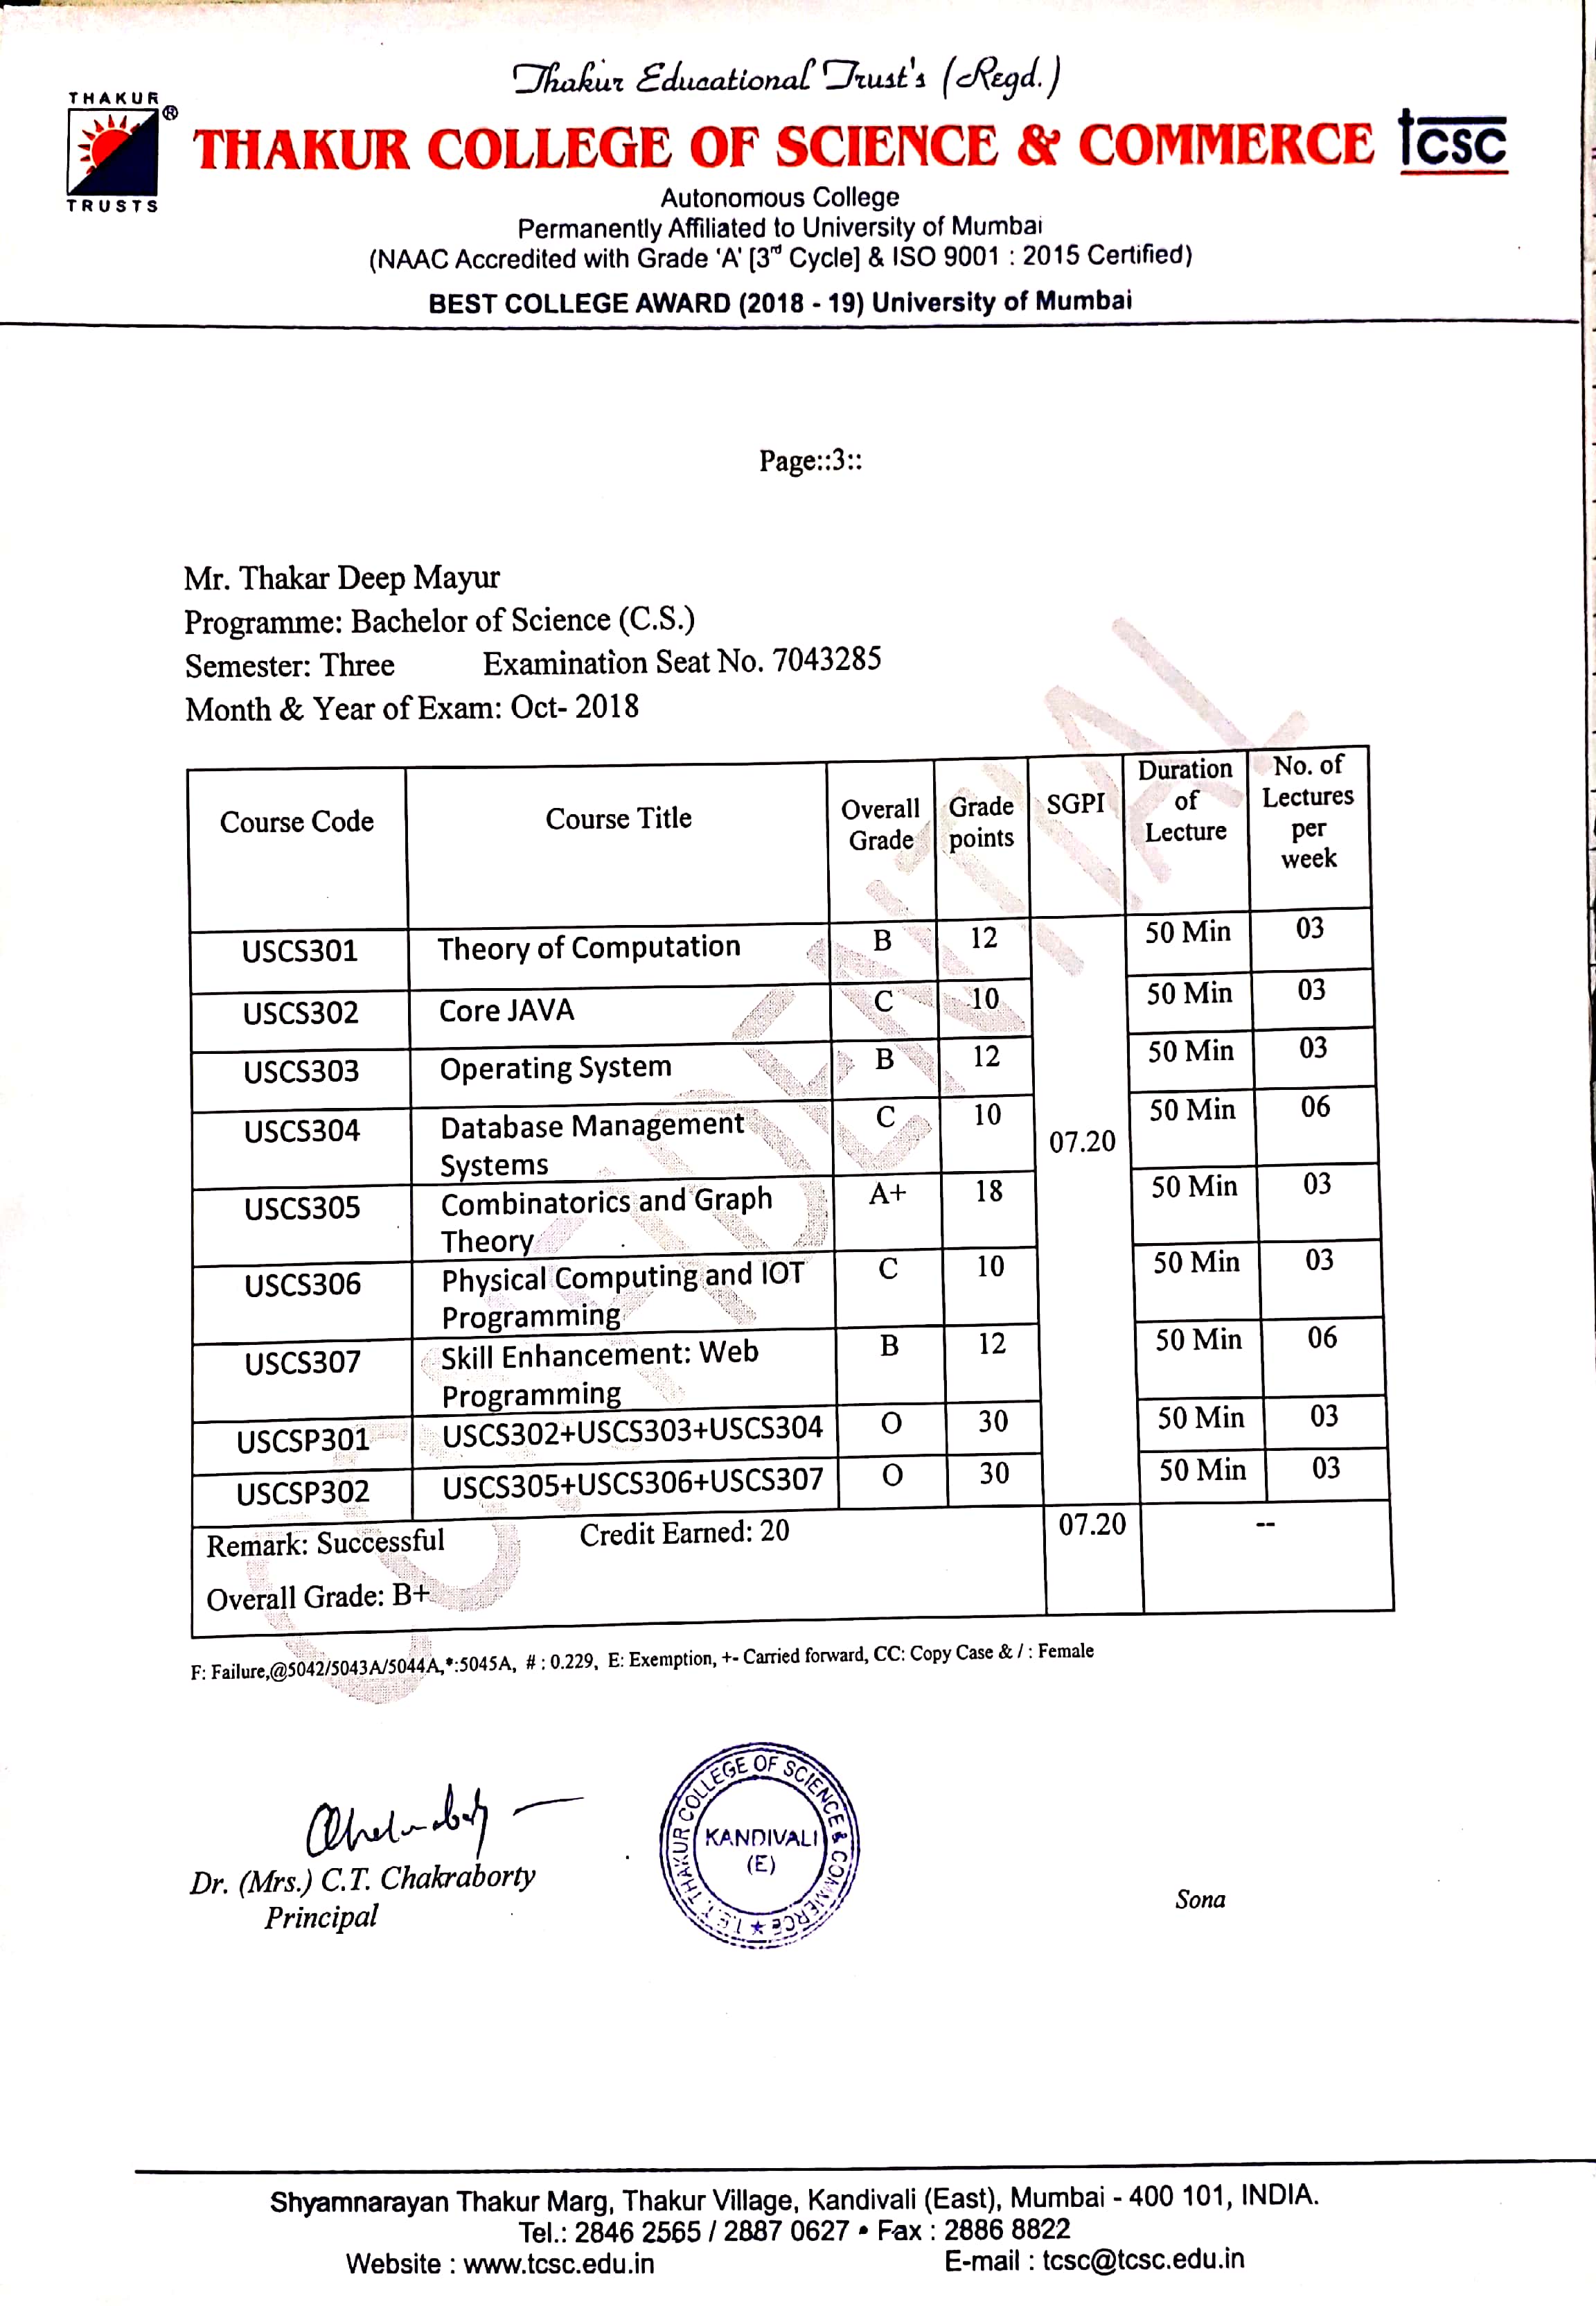 Thakur Educational Trust's (Regd.)
THAKUR
®
TRUSTS
THAKUR COLLEGE OF SCIENCE & COMMERCE
tcsc
Autonomous College
Permanently Affiliated to University of Mumbai
(NAAC Accredited with Grade 'A' [3rd Cycle] & ISO 9001 : 2015 Certified)
BEST COLLEGE AWARD (2018 - 19) University of Mumbai
Page::3::
Mr. Thakar Deep Mayur
Programme: Bachelor of Science (C.S.)
Semester: Three Examination Seat No. 7043285
Month & Year of Exam: Oct- 2018
CONFIDENTIAL
Course Code Course Title Overall Grade Grade points SGPI Duration of Lecture No. of Lectures per week
USCS301 Theory of Computation B 12 50 Min 03
USCS302 Core JAVA C 10 50 Min 03
USCS303 Operating System B 12 50 Min 03
USCS304 Database Management Systems C 10 07.20 50 Min 06
USCS305 Combinatorics and Graph Theory A+ 18 50 Min 03
USCS306 Physical Computing and IOT Programming C 10 50 Min 03
USCS307 Skill Enhancement: Web Programming B 12 50 Min 06
USCSP301 USCS302+USCS303+USCS304 O 30 50 Min 03
USCSP302 USCS305+USCS306+USCS307 O 30 50 Min 03
Remark: Successful Credit Earned: 20 07.20 --
Overall Grade: B+
F: Failure,@5042/5043A/5044A,*:5045A, # : 0.229, E: Exemption, +- Carried forward, CC: Copy Case & / : Female
Dr. (Mrs.) C.T. Chakraborty
Principal
T.E.T. THAKUR COLLEGE OF SCIENCE & COMMERCE ★
KANDIVALI
(E)
Sona
Shyamnarayan Thakur Marg, Thakur Village, Kandivali (East), Mumbai - 400 101, INDIA.
Tel.: 2846 2565 / 2887 0627 • Fax : 2886 8822
Website : www.tcsc.edu.in E-mail : tcsc@tcsc.edu.in